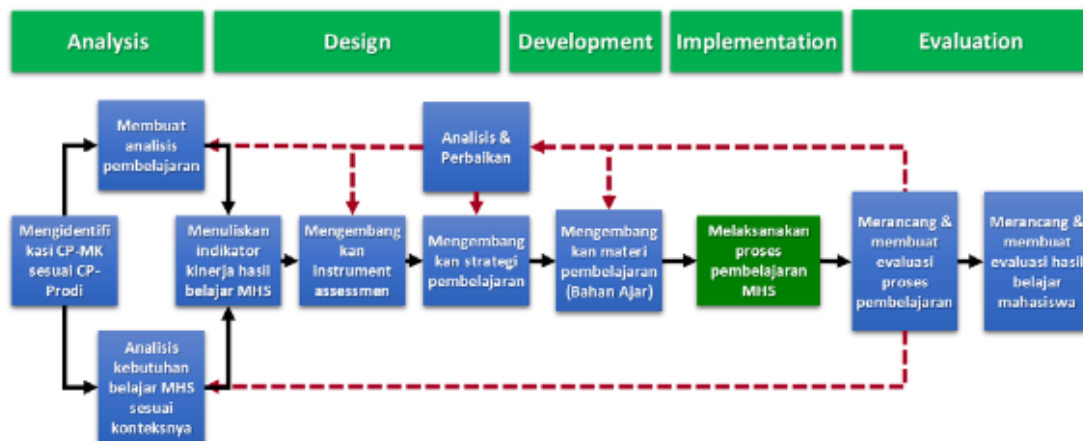 Analysis
Design
Development
Implementation
Evaluation
Membuat
analisis
pembelajaran
Analisis &
Perbaikan
Mengidentifi
kasi CP-MK
sesuai CP-
Prodi
Menuliskan
indikator
kinerja hasil
belajar MHS
Mengembang
kan instrument
assessmen
Mengembang
kan strategi
pembelajaran
Mengembang
kan materi
pembelajaran
(Bahan Ajar)
Melaksanakan
proses
pembelajaran
MHS
Merancang &
membuat
evaluasi
proses
pembelajaran
Merancang &
membuat
evaluasi hasil
belajar
mahasiswa
Analisis
kebutuhan
belajar MHS
sesuai
konteksnya